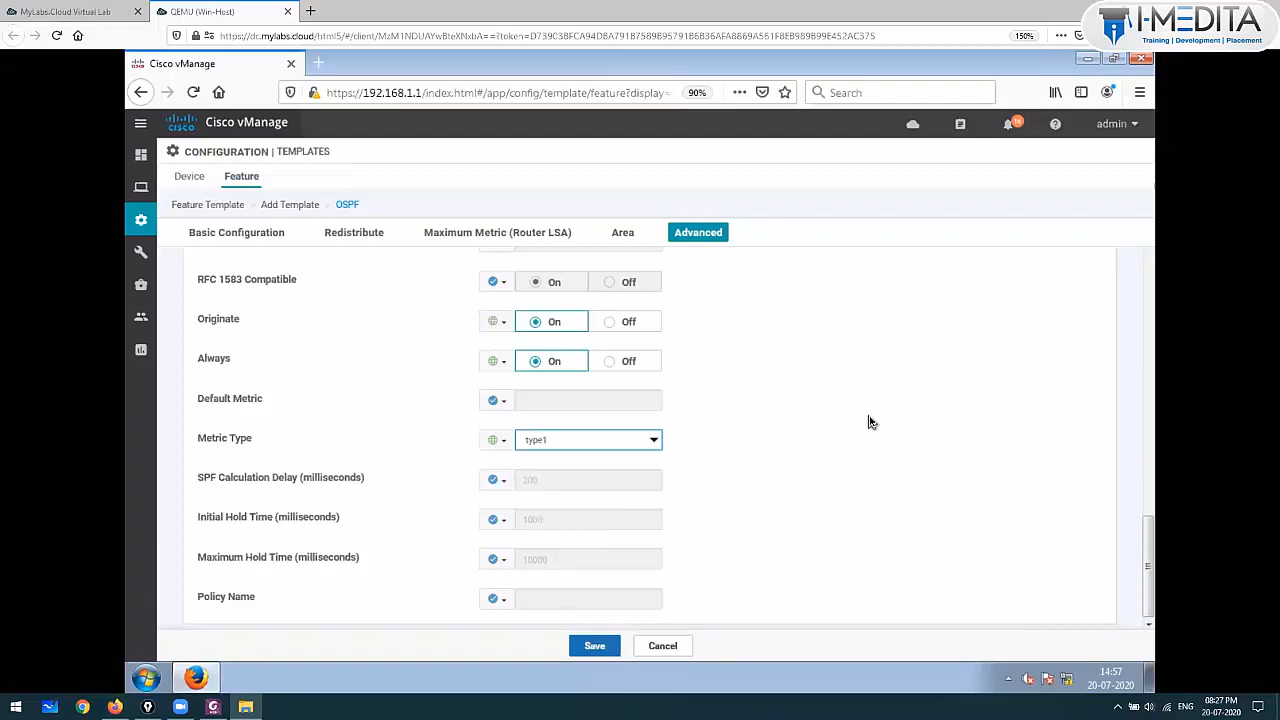 MyLabs.Cloud Virtual Lab
QEMU (Win-Host)
150%
I-MEDITA
Training | Development | Placement
Cisco vManage
https://192.168.1.1/index.html#/app/config/template/feature?display=
90%
Search
CISCO
Cisco vManage
16
admin
CONFIGURATION | TEMPLATES
Device
Feature
Feature Template
Add Template
OSPF
Basic Configuration
Redistribute
Maximum Metric (Router LSA)
Area
Advanced
RFC 1583 Compatible
On
Off
Originate
On
Off
Always
On
Off
Default Metric
Metric Type
type1
SPF Calculation Delay (milliseconds)
200
Initial Hold Time (milliseconds)
1000
Maximum Hold Time (milliseconds)
10000
Policy Name
Save
Cancel
14:57
20-07-2020
08:27 PM
ENG
20-07-2020